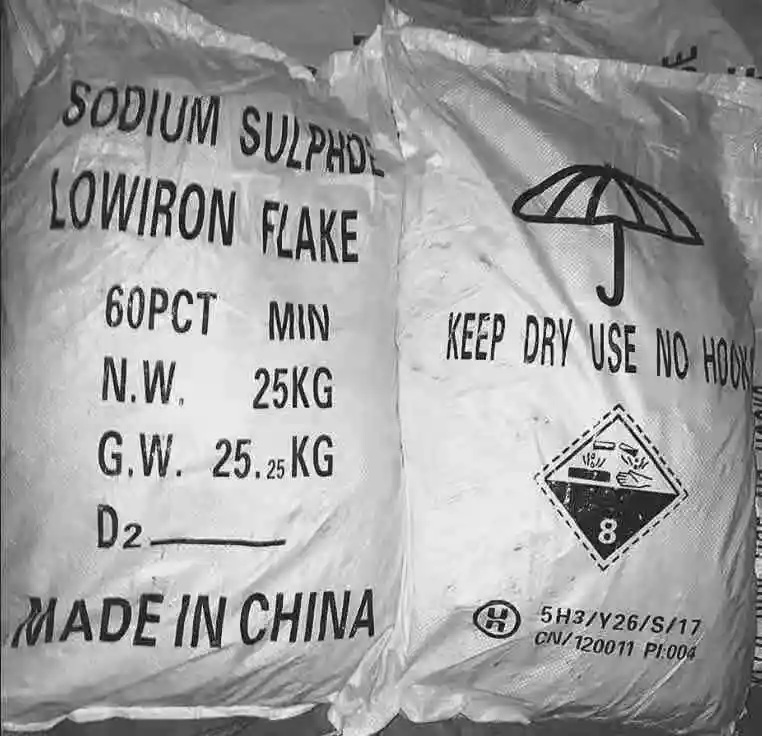 SODIUM SULPHDE
LOWIRON FLAKE
60PCT MIN
N.W. 25KG
G.W. 25.25KG
D2
MADE IN CHINA
KEEP DRY USE NO HOOK
8
5H3/Y26/S/17
CN/120011 PI:004